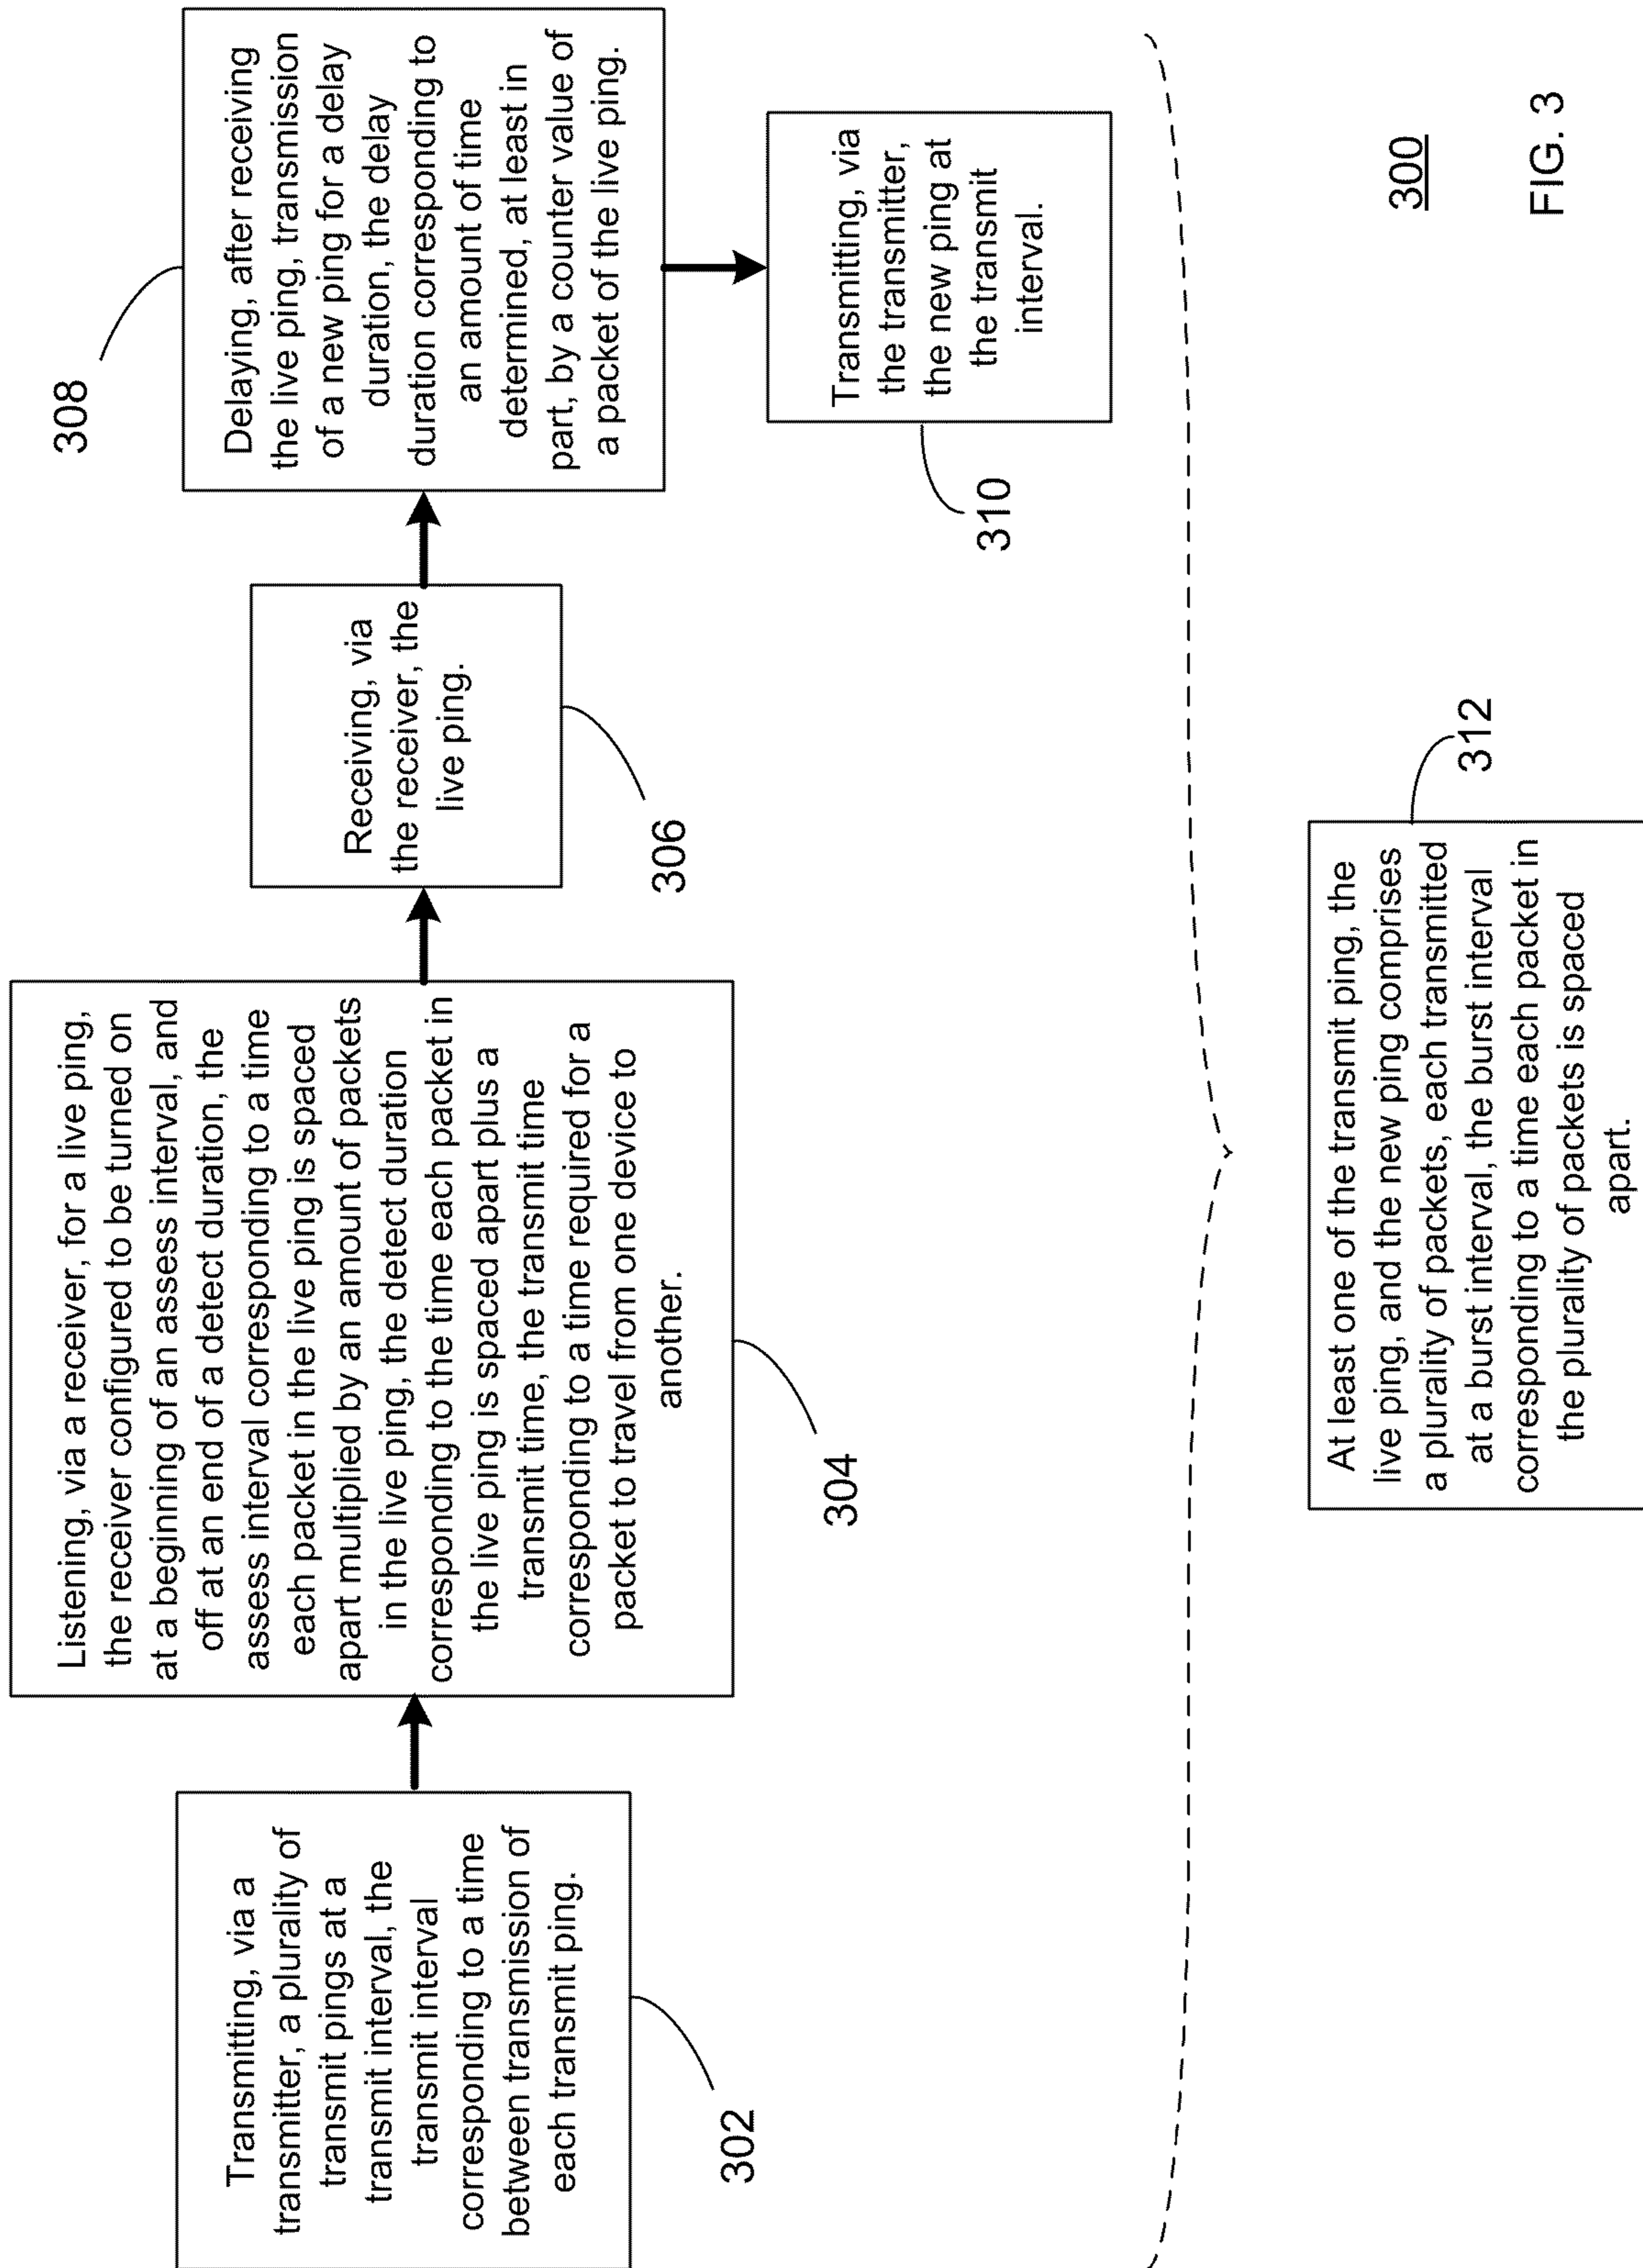 Transmitting, via a
transmitter, a plurality of
transmit pings at a
transmit interval, the
transmit interval
corresponding to a time
between transmission of
each transmit ping.
302
Listening, via a receiver, for a live ping,
the receiver configured to be turned on
at a beginning of an assess interval, and
off at an end of a detect duration, the
assess interval corresponding to a time
each packet in the live ping is spaced
apart multiplied by an amount of packets
in the live ping, the detect duration
corresponding to the time each packet in
the live ping is spaced apart plus a
transmit time, the transmit time
corresponding to a time required for a
packet to travel from one device to
another.
304
Receiving, via
the receiver, the
live ping.
306
308
Delaying, after receiving
the live ping, transmission
of a new ping for a delay
duration, the delay
duration corresponding to
an amount of time
determined, at least in
part, by a counter value of
a packet of the live ping.
Transmitting, via
the transmitter,
the new ping at
the transmit
interval.
310
At least one of the transmit ping, the
live ping, and the new ping comprises
a plurality of packets, each transmitted
at a burst interval, the burst interval
corresponding to a time each packet in
the plurality of packets is spaced
apart.
312
300
FIG. 3